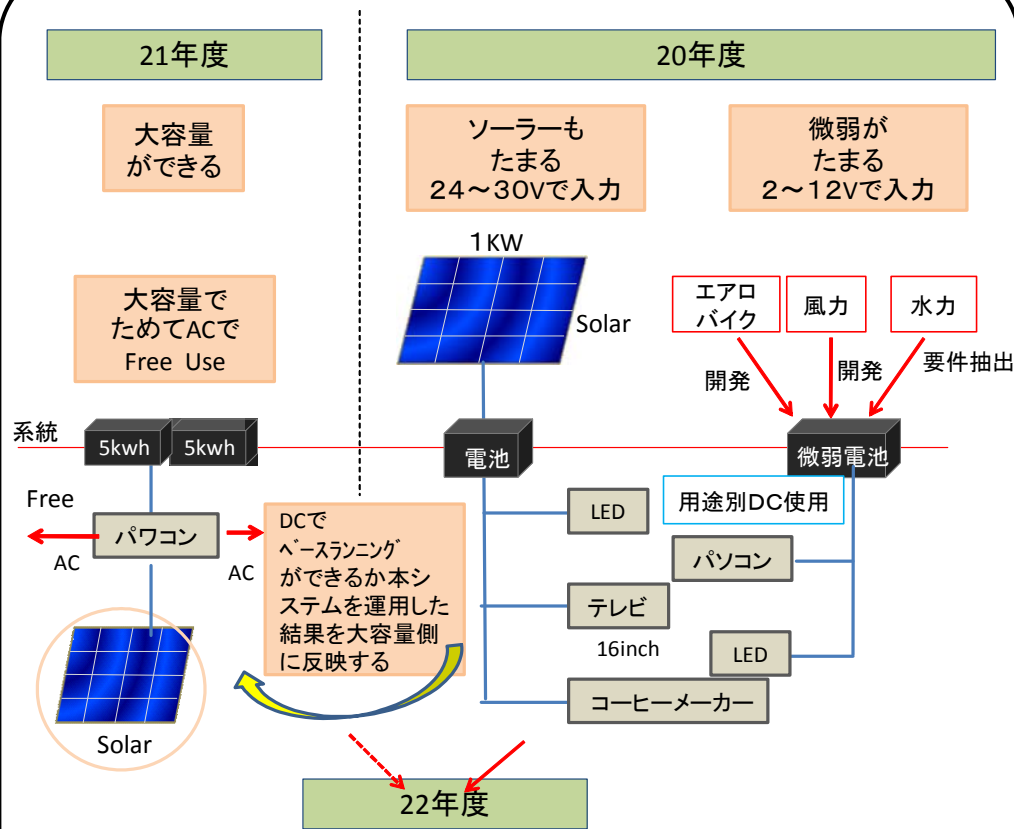 21年度
20年度
大容量
ができる
ソーラーも
たまる
24~30Vで入力
微弱が
たまる
2~12Vで入力
1KW
Solar
大容量で
ためてACで
Free Use
エアロ
バイク
風力
水力
開発
開発
要件抽出
系統
5kwh
5kwh
電池
微弱電池
Free
パワコン
AC
AC
DCで
ベースランニング
ができるか本シ
ステムを運用した
結果を大容量側
に反映する
LED
用途別DC使用
パソコン
テレビ
16inch
LED
コーヒーメーカー
Solar
22年度